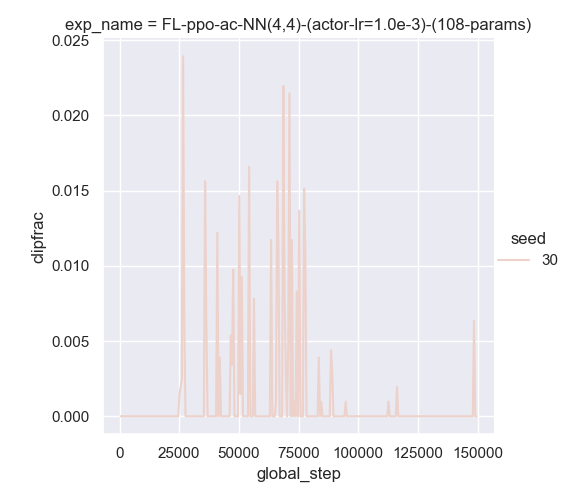 exp_name = FL-ppo-ac-NN(4,4)-(actor-lr=1.0e-3)-(108-params)
0.025
0.020
0.015
0.010
0.005
0.000
clipfrac
0 25000 50000 75000 100000 125000 150000
global_step
seed
30